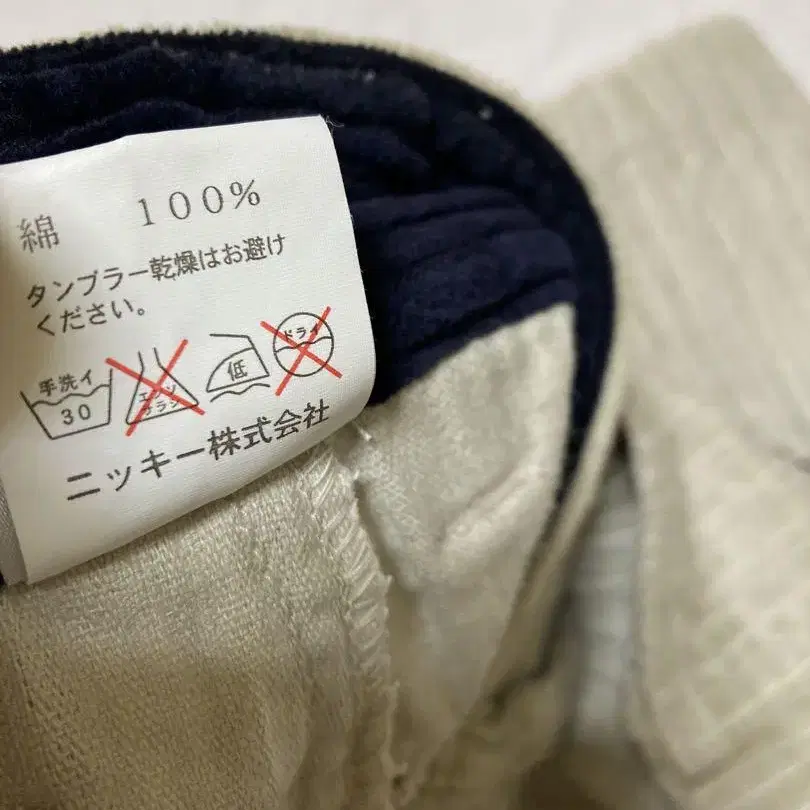 綿 100%
タンブラー乾燥はお避け
ください。
手洗イ 30 エンソ サラシ 低 ドライ
ニッキー株式会社